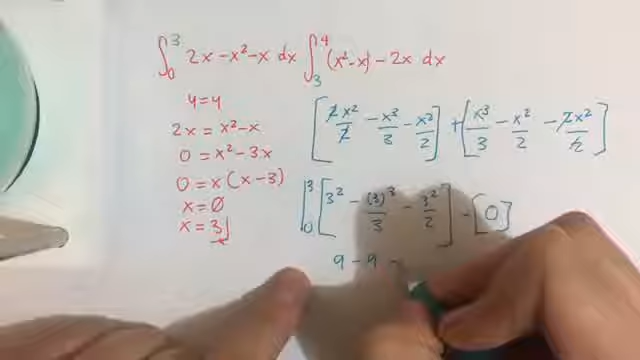 ∫₀³ 2x - x² - x dx ∫₃⁴ (x² - x) - 2x dx
y = y
2x = x² - x
0 = x² - 3x
0 = x (x - 3)
x = 0
x = 3
[2x²/2 - x³/3 - x²/2] + [x³/3 - x²/2 - 2x²/2]
|₀³ [3² - (3)³/3 - 3²/2] - [0]
9 - 9 -